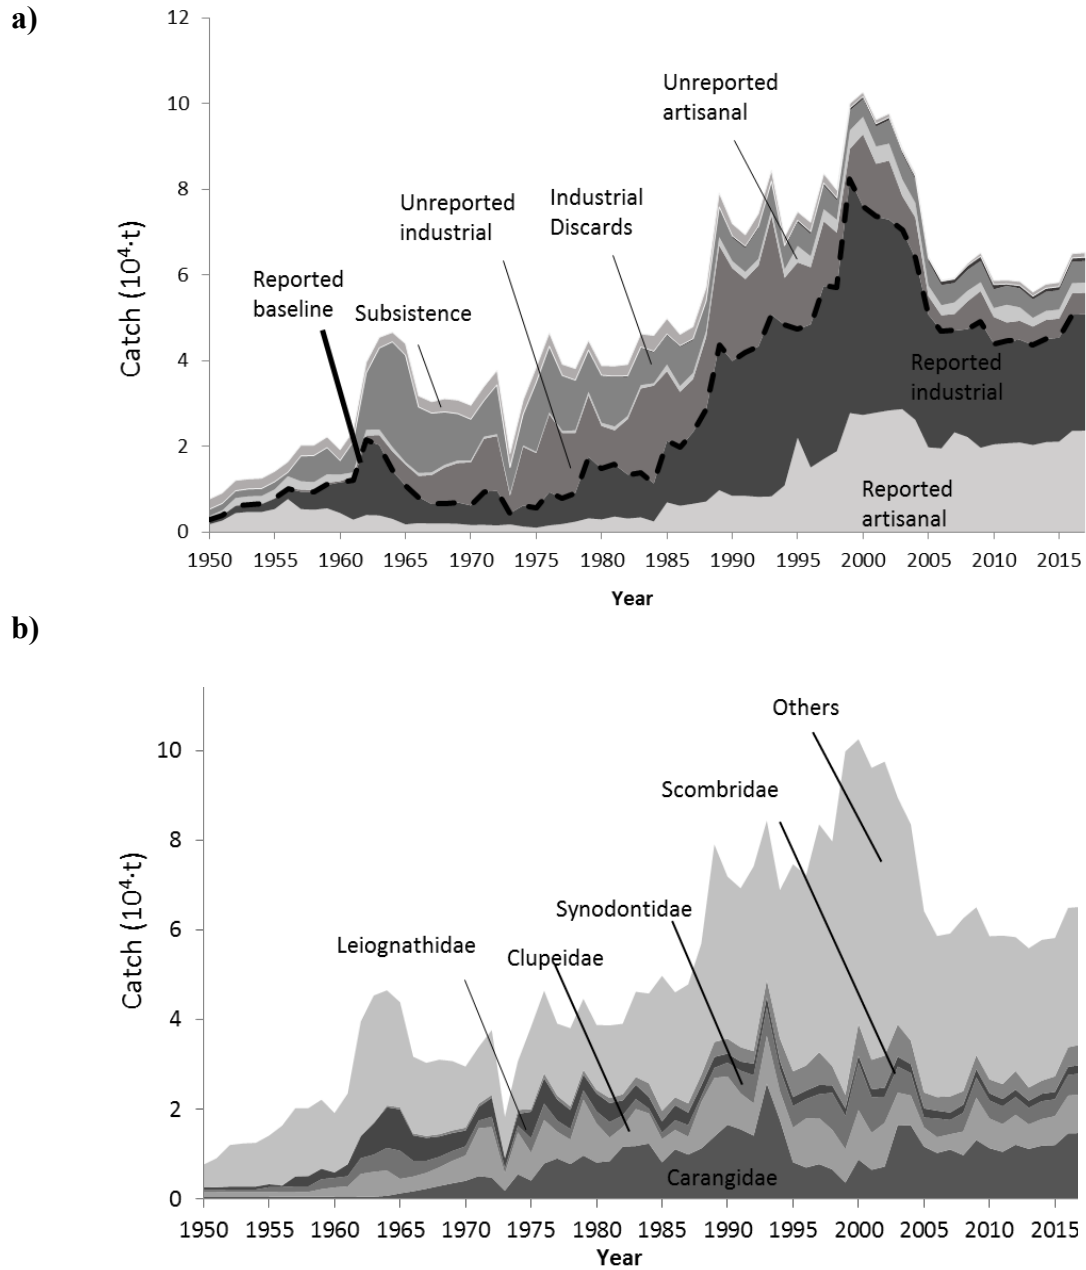 a)
12
10
8
6
4
2
0
Catch (10⁴·t)
Unreported
artisanal
Unreported
industrial
Industrial
Discards
Reported
baseline
Subsistence
Reported
industrial
Reported
artisanal
1950 1955 1960 1965 1970 1975 1980 1985 1990 1995 2000 2005 2010 2015
Year
b)
10
8
6
4
2
0
Catch (10⁴·t)
Others
Scombridae
Synodontidae
Leiognathidae
Clupeidae
Carangidae
1950 1955 1960 1965 1970 1975 1980 1985 1990 1995 2000 2005 2010 2015
Year